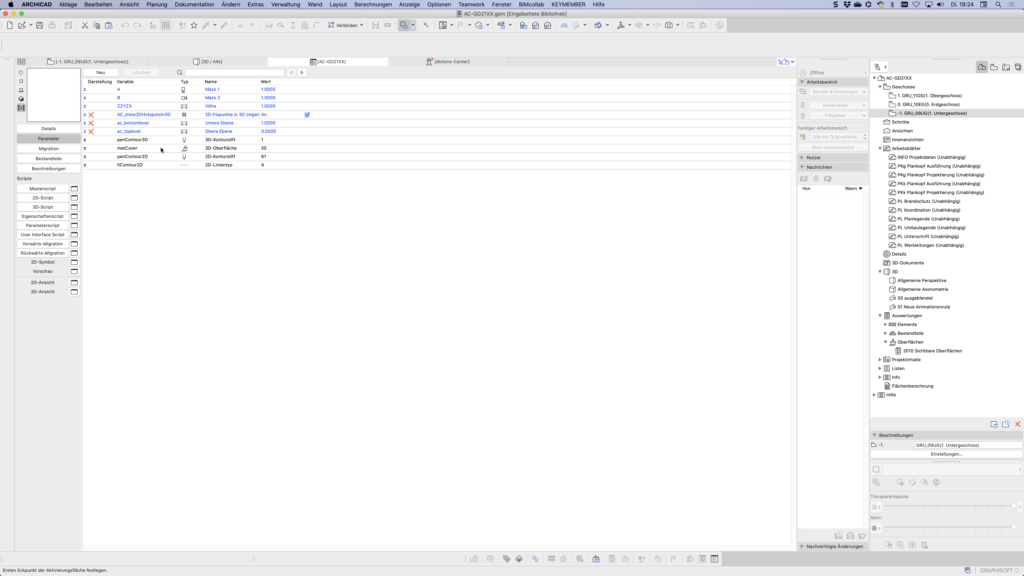 ARCHICAD Ablage Bearbeiten Ansicht Planung Dokumentation Ändern Extras Verwaltung Wand Layout Berechnungen Anzeige Optionen Teamwork Fenster BIMcollab KEYMEMBER Hilfe Di. 19:24
AC-GD21XX.gsm [Eingebettete Bibliothek]
Verbinden
[-1. GRU_09UG(1. Untergeschoss)]
[3D / Alle]
[AC-GD21XX]
[Aktions-Center]
Neu
Löschen
Darstellung Variable Typ Name Wert
A Mass 1 1.0000
B Mass 2 1.0000
ZZYZX Höhe 1.0000
AC_show2DHotspotsIn3D 2D-Fixpunkte in 3D zeigen An
ac_bottomlevel Untere Ebene 1.0000
ac_toplevel Obere Ebene 0.0000
penContour3D 3D-Konturstift 1
matCover 3D-Oberfläche 55
penContour2D 2D-Konturstift 81
ltContour2D 2D-Linientyp 4
Details
Parameter
Migration
Bestandteile
Beschreibungen
Scripts
Masterscript
2D-Script
3D-Script
Eigenschaftenscript
Parameterscript
User Interface Script
Vorwärts-Migration
Rückwärts-Migration
2D-Symbol
Vorschau
2D-Ansicht
3D-Ansicht
Offline
Arbeitsbereich
Senden & Empfangen
Reservieren
Freigeben
Farbiger Arbeitsbereich
Alle mit Originalstifte
Mein Arbeitsbereich
Nutzer
Nachrichten
Von Wann
Nachverfolgte Änderungen
AC-GD21XX
Geschosse
1. GRU_11OG(1. Obergeschoss)
0. GRU_10EG(0. Erdgeschoss)
-1. GRU_09UG(1. Untergeschoss)
Schnitte
Ansichten
Innenansichten
Arbeitsblätter
INFO Projektdaten (Unabhängig)
PKg Plankopf Ausführung (Unabhängig)
PKg Plankopf Projektierung (Unabhängig)
PKk Plankopf Ausführung (Unabhängig)
PKk Plankopf Projektierung (Unabhängig)
PL Brandschutz (Unabhängig)
PL Koordination (Unabhängig)
PL Planlegende (Unabhängig)
PL Umbaulegende (Unabhängig)
PL Unterschrift (Unabhängig)
PL Werkleitungen (Unabhängig)
Details
3D-Dokumente
3D
Allgemeine Perspektive
Allgemeine Axonometrie
00 ausgeblendet
01 Neue Animationsroute
Auswertungen
Elemente
Bestandteile
Oberflächen
2010 Sichtbare Oberflächen
Projektinhalte
Listen
Info
Flächenberechnung
Hilfe
Beschreibungen
-1. GRU_09UG(1. Untergeschoss)
Einstellungen...
Transparentpause:
Aktiv:
Ersten Eckpunkt der Aktivierungsfläche festlegen.
GRAPHISOFT